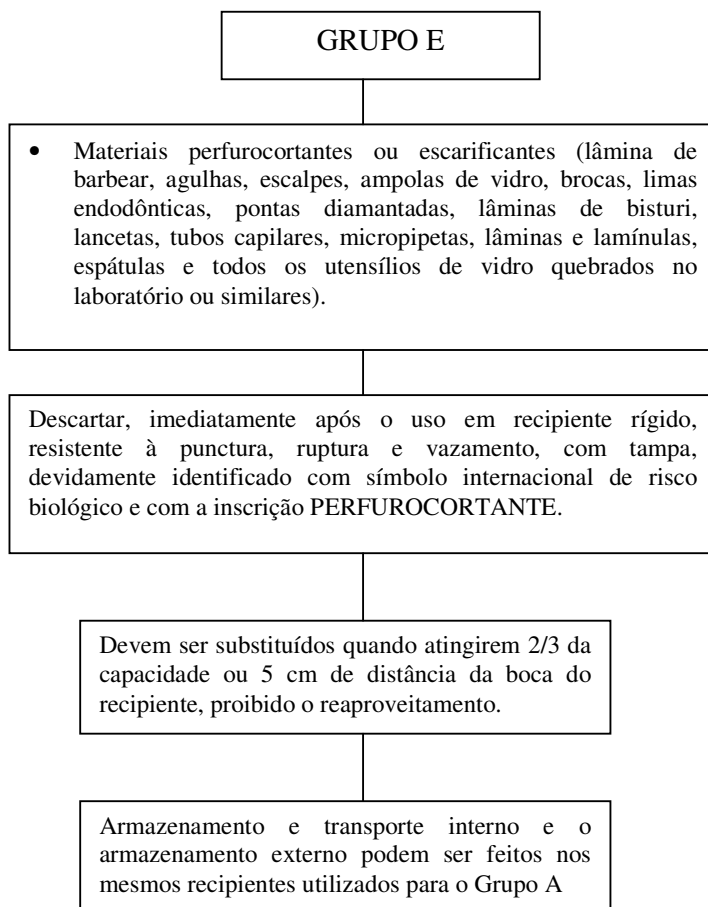 GRUPO E
• Materiais perfurocortantes ou escarificantes (lâmina de
barbear, agulhas, escalpes, ampolas de vidro, brocas, limas
endodônticas, pontas diamantadas, lâminas de bisturi,
lancetas, tubos capilares, micropipetas, lâminas e lamínulas,
espátulas e todos os utensílios de vidro quebrados no
laboratório ou similares).
Descartar, imediatamente após o uso em recipiente rígido,
resistente à punctura, ruptura e vazamento, com tampa,
devidamente identificado com símbolo internacional de risco
biológico e com a inscrição PERFUROCORTANTE.
Devem ser substituídos quando atingirem 2/3 da
capacidade ou 5 cm de distância da boca do
recipiente, proibido o reaproveitamento.
Armazenamento e transporte interno e o
armazenamento externo podem ser feitos nos
mesmos recipientes utilizados para o Grupo A